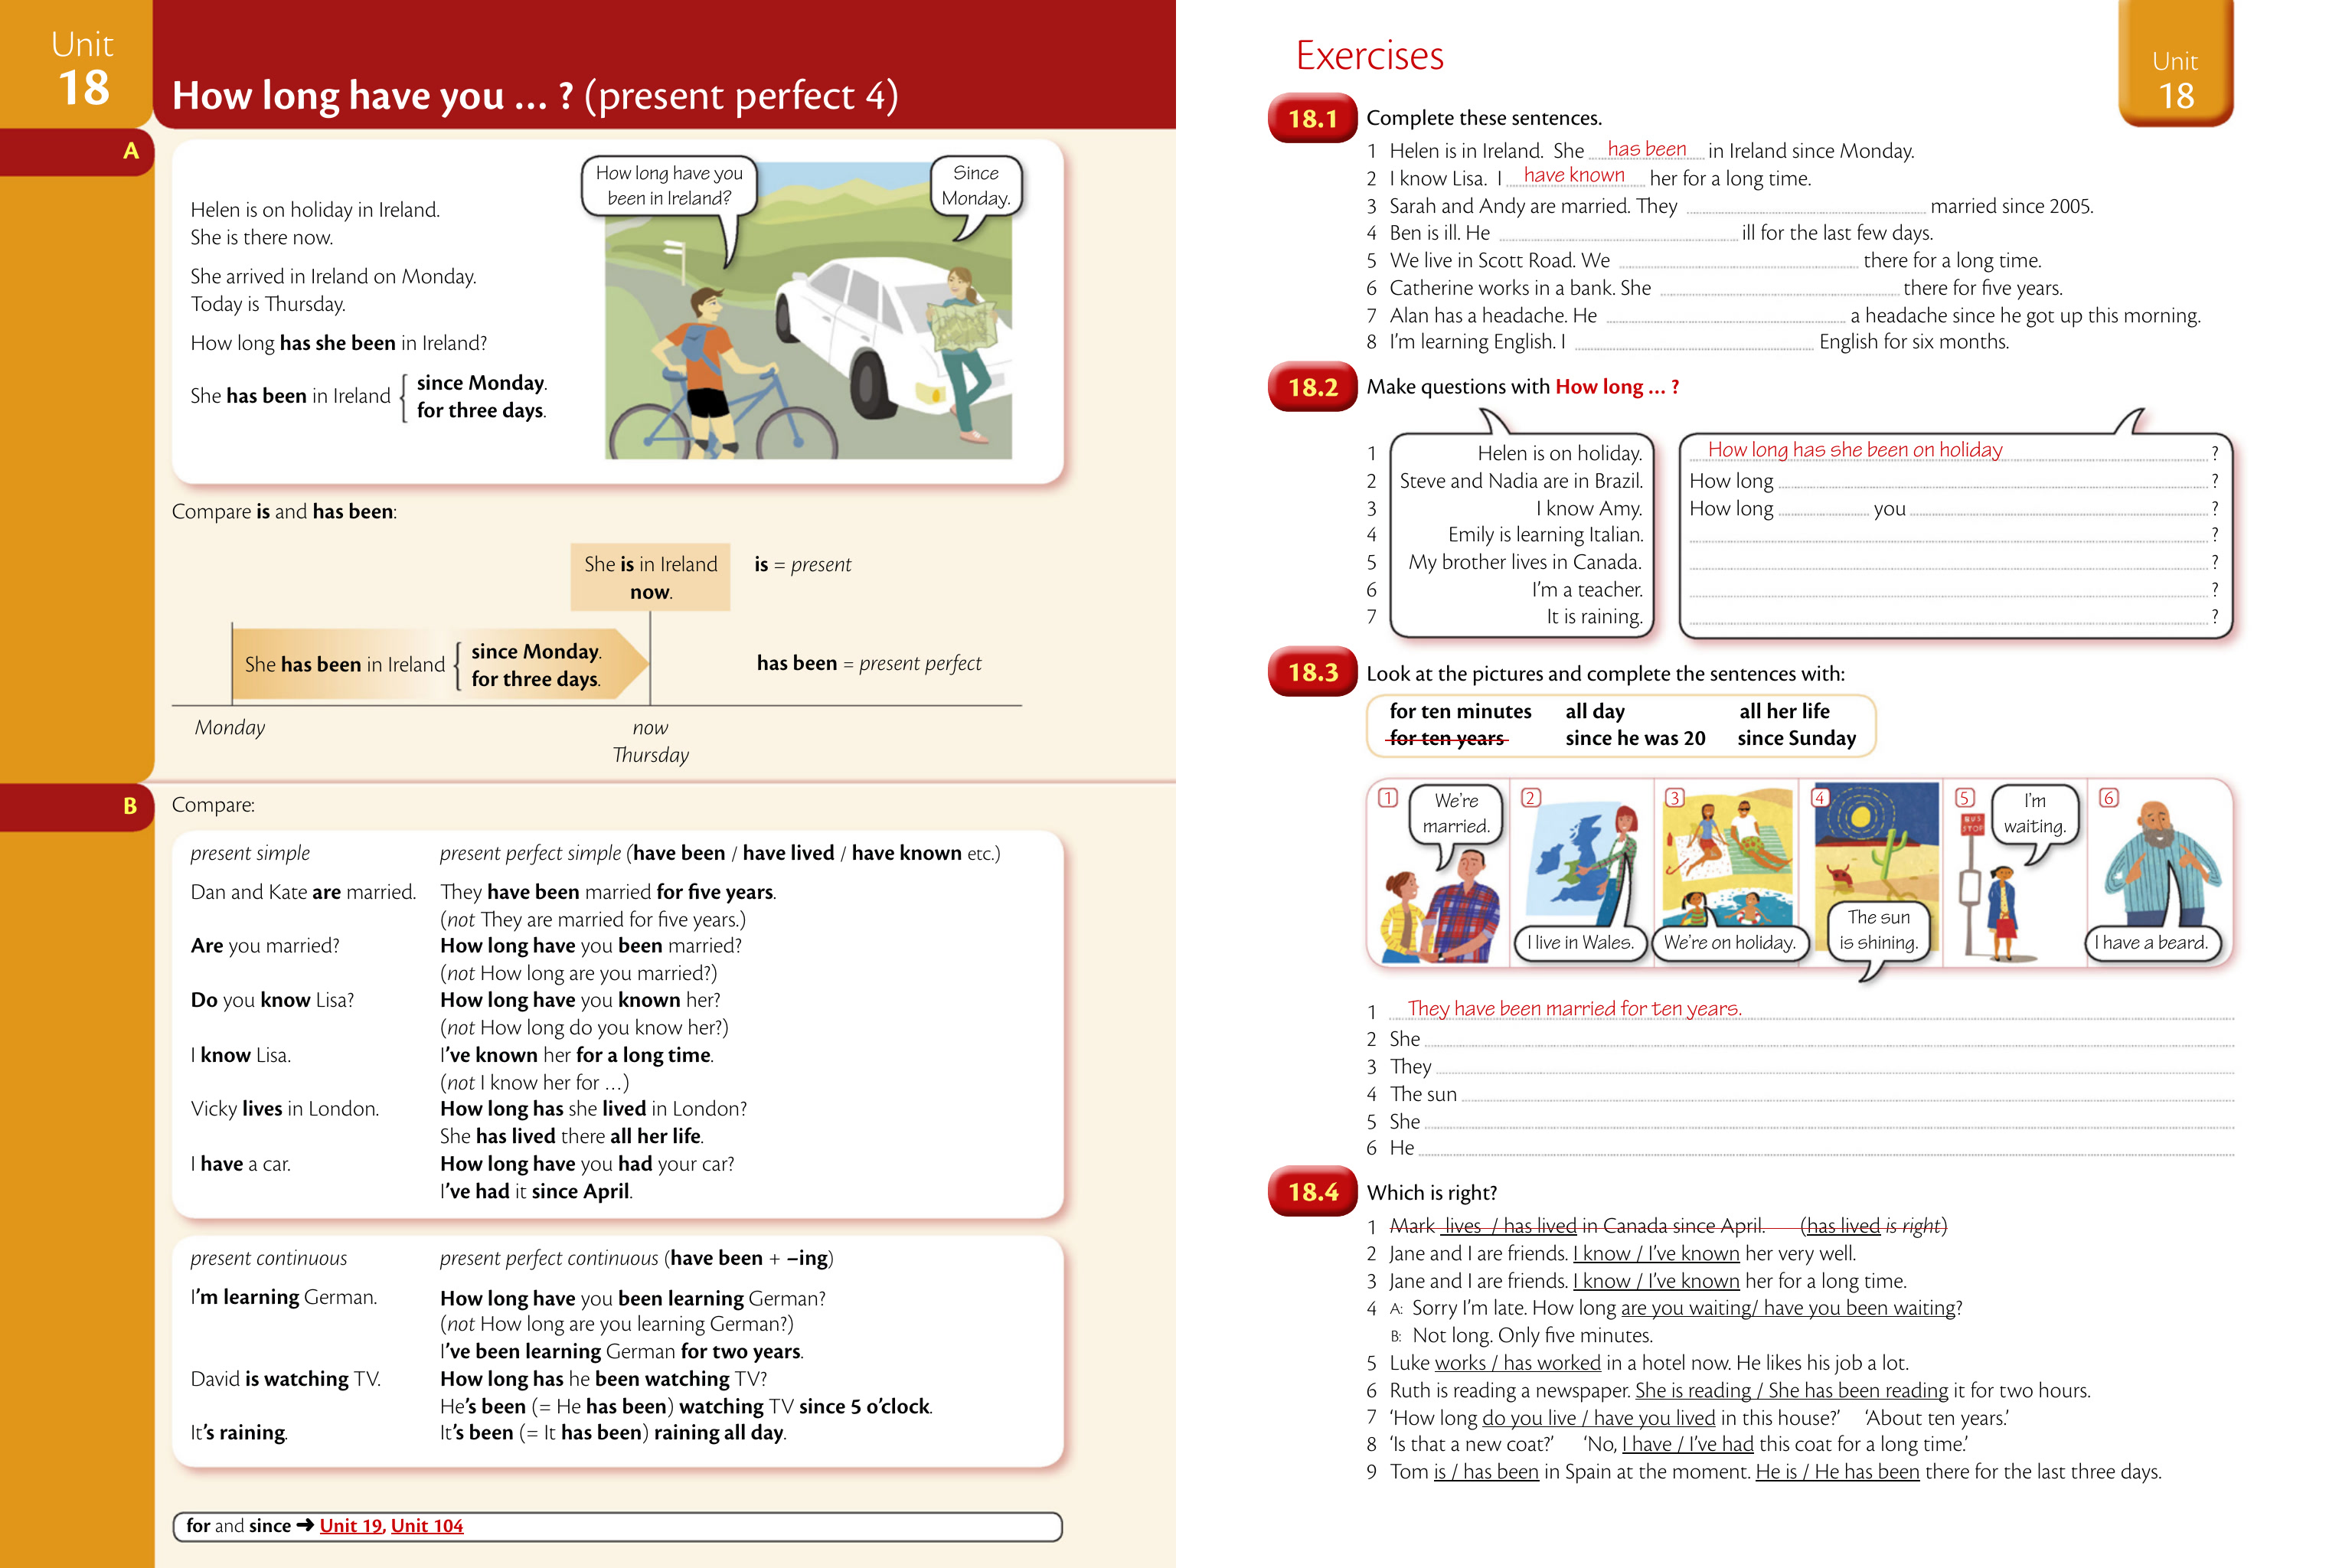 Unit
18
How long have you … ? (present perfect 4)
A
Helen is on holiday in Ireland.
She is there now.
She arrived in Ireland on Monday.
Today is Thursday.
How long has she been in Ireland?
She has been in Ireland { since Monday.
for three days.
How long have you
been in Ireland?
Since
Monday.
Compare is and has been:
She is in Ireland
now.
is = present
She has been in Ireland { since Monday.
for three days.
has been = present perfect
Monday
now
Thursday
B
Compare:
present simple
present perfect simple (have been / have lived / have known etc.)
Dan and Kate are married.
They have been married for five years.
(not They are married for five years.)
Are you married?
How long have you been married?
(not How long are you married?)
Do you know Lisa?
How long have you known her?
(not How long do you know her?)
I know Lisa.
I've known her for a long time.
(not I know her for …)
Vicky lives in London.
How long has she lived in London?
She has lived there all her life.
I have a car.
How long have you had your car?
I've had it since April.
present continuous
present perfect continuous (have been + –ing)
I'm learning German.
How long have you been learning German?
(not How long are you learning German?)
I've been learning German for two years.
David is watching TV.
How long has he been watching TV?
He's been (= He has been) watching TV since 5 o'clock.
It's raining.
It's been (= It has been) raining all day.
for and since ➜ Unit 19, Unit 104
Exercises
Unit
18
18.1 Complete these sentences.
1 Helen is in Ireland. She has been in Ireland since Monday.
2 I know Lisa. I have known her for a long time.
3 Sarah and Andy are married. They married since 2005.
4 Ben is ill. He ill for the last few days.
5 We live in Scott Road. We there for a long time.
6 Catherine works in a bank. She there for five years.
7 Alan has a headache. He a headache since he got up this morning.
8 I'm learning English. I English for six months.
18.2 Make questions with How long … ?
1 Helen is on holiday. How long has she been on holiday ?
2 Steve and Nadia are in Brazil. How long ?
3 I know Amy. How long you ?
4 Emily is learning Italian. ?
5 My brother lives in Canada. ?
6 I'm a teacher. ?
7 It is raining. ?
18.3 Look at the pictures and complete the sentences with:
for ten minutes all day all her life
for ten years since he was 20 since Sunday
1
We're
married.
2
I live in Wales.
3
We're on holiday.
4
The sun
is shining.
5
BUS
STOP
I'm
waiting.
6
I have a beard.
1 They have been married for ten years.
2 She
3 They
4 The sun
5 She
6 He
18.4 Which is right?
1 Mark lives / has lived in Canada since April. (has lived is right)
2 Jane and I are friends. I know / I've known her very well.
3 Jane and I are friends. I know / I've known her for a long time.
4 A: Sorry I'm late. How long are you waiting/ have you been waiting?
B: Not long. Only five minutes.
5 Luke works / has worked in a hotel now. He likes his job a lot.
6 Ruth is reading a newspaper. She is reading / She has been reading it for two hours.
7 'How long do you live / have you lived in this house?' 'About ten years.'
8 'Is that a new coat?' 'No, I have / I've had this coat for a long time.'
9 Tom is / has been in Spain at the moment. He is / He has been there for the last three days.